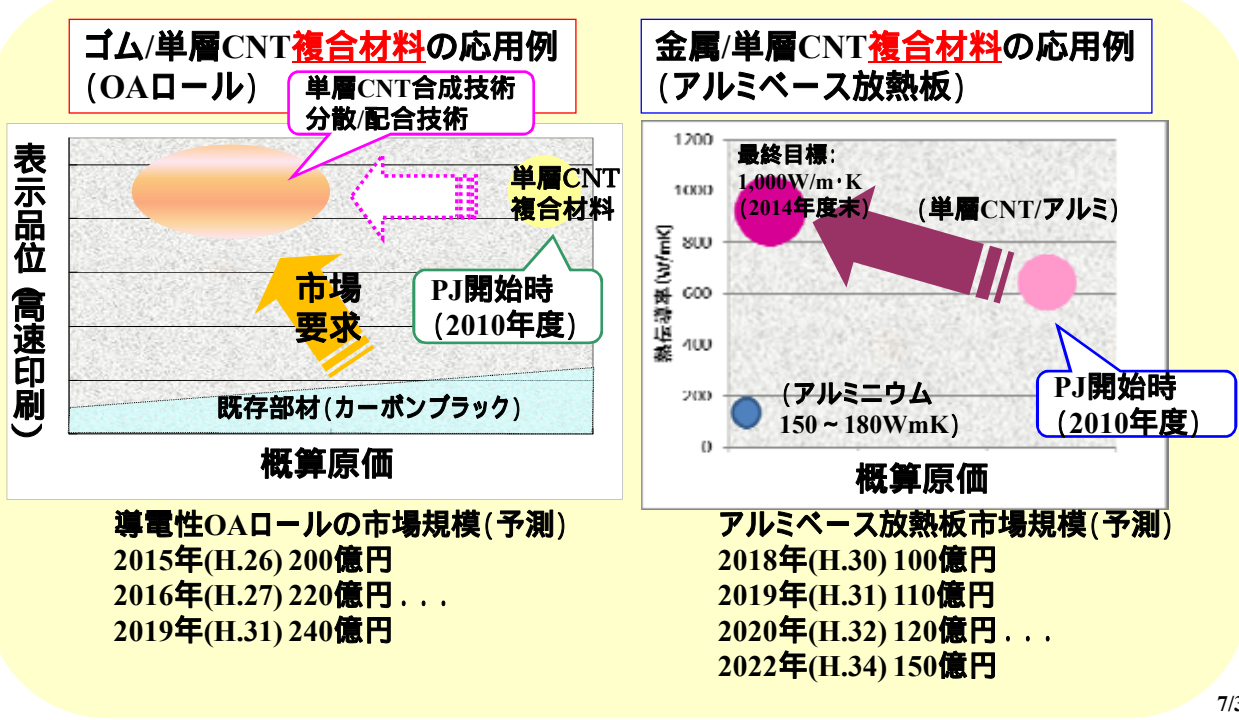 ゴム/単層CNT複合材料の応用例
(OAロール)
単層CNT合成技術
分散/配合技術
表示品位(高速印刷)
単層CNT
複合材料
市場
要求
PJ開始時
(2010年度)
既存部材(カーボンブラック)
概算原価
導電性OAロールの市場規模(予測)
2015年(H.26) 200億円
2016年(H.27) 220億円...
2019年(H.31) 240億円
金属/単層CNT複合材料の応用例
(アルミベース放熱板)
熱伝導率(W/mK)
1200
1000
800
600
400
200
0
最終目標:
1,000W/m・K
(2014年度末)
(単層CNT/アルミ)
(アルミニウム
150~180WmK)
PJ開始時
(2010年度)
概算原価
アルミベース放熱板市場規模(予測)
2018年(H.30) 100億円
2019年(H.31) 110億円
2020年(H.32) 120億円...
2022年(H.34) 150億円
7/3